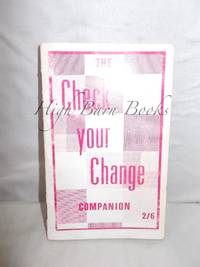 THE
Check
your
Change
COMPANION
2/6
High Barn Books